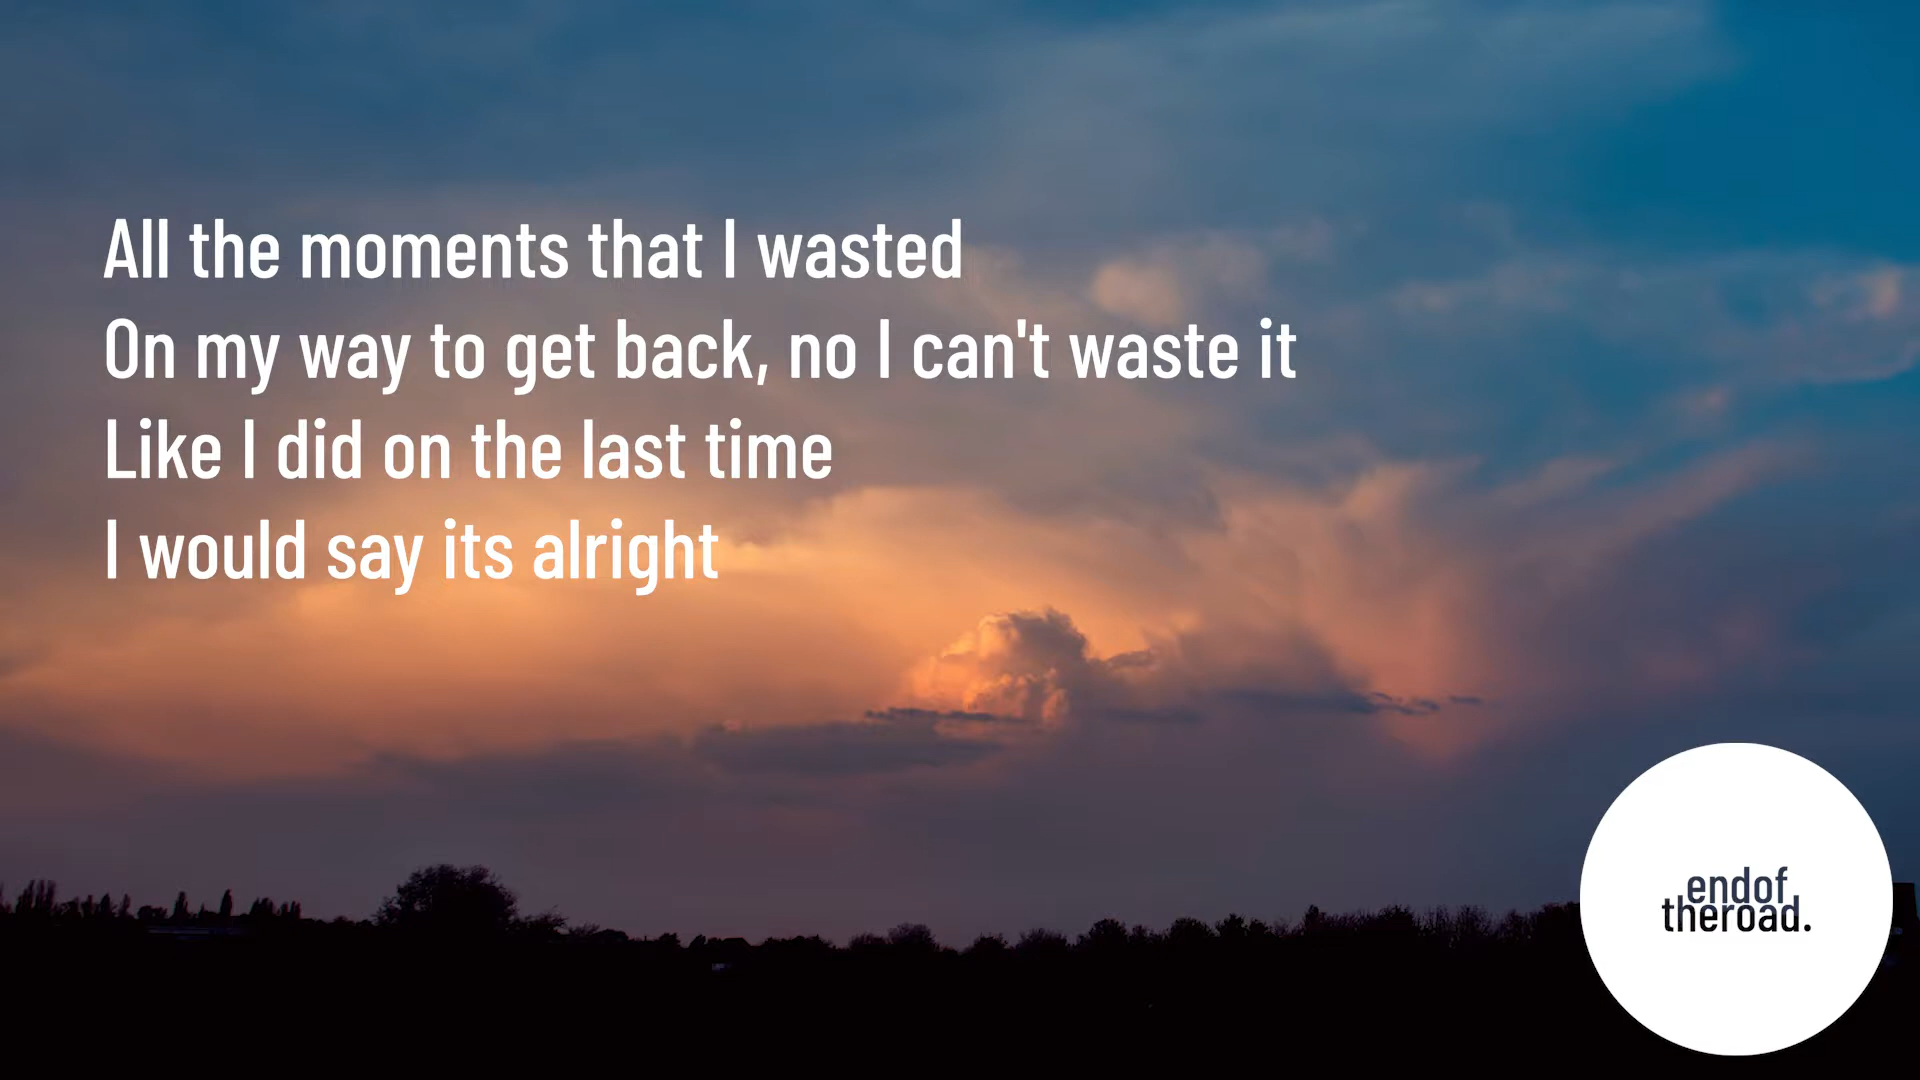 All the moments that I wasted
On my way to get back, no I can't waste it
Like I did on the last time
I would say its alright
endof
theroad.